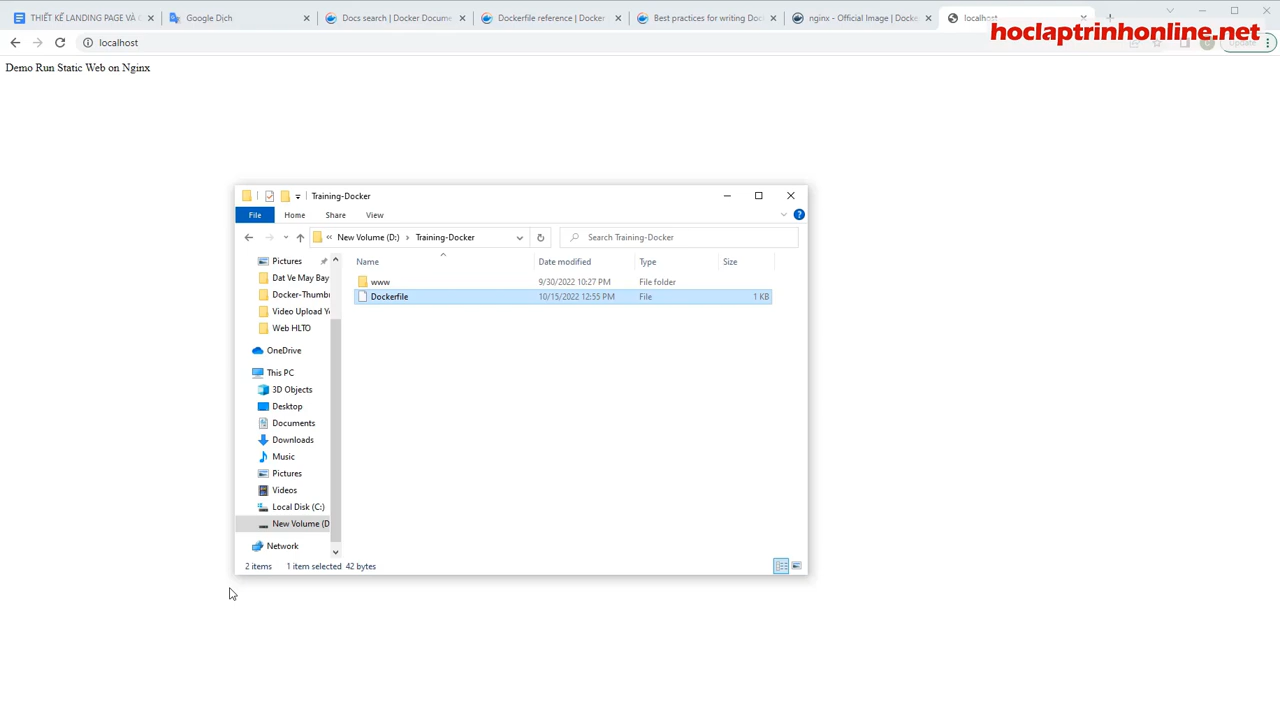 THIẾT KẾ LANDING PAGE VÀ
Google Dịch
Docs search | Docker Docume
Dockerfile reference | Docker
Best practices for writing Doc
nginx - Official Image | Docke
localhost
hoclaptrinhonline.net
localhost
Update
Demo Run Static Web on Nginx
Training-Docker
File
Home
Share
View
New Volume (D:)
Training-Docker
Search Training-Docker
Name
Date modified
Type
Size
Pictures
Dat Ve May Bay
Docker-Thumb
Video Upload Y
Web HLTO
OneDrive
This PC
3D Objects
Desktop
Documents
Downloads
Music
Pictures
Videos
Local Disk (C:)
New Volume (D
Network
www
9/30/2022 10:27 PM
File folder
Dockerfile
10/15/2022 12:55 PM
File
1 KB
2 items
1 item selected
42 bytes